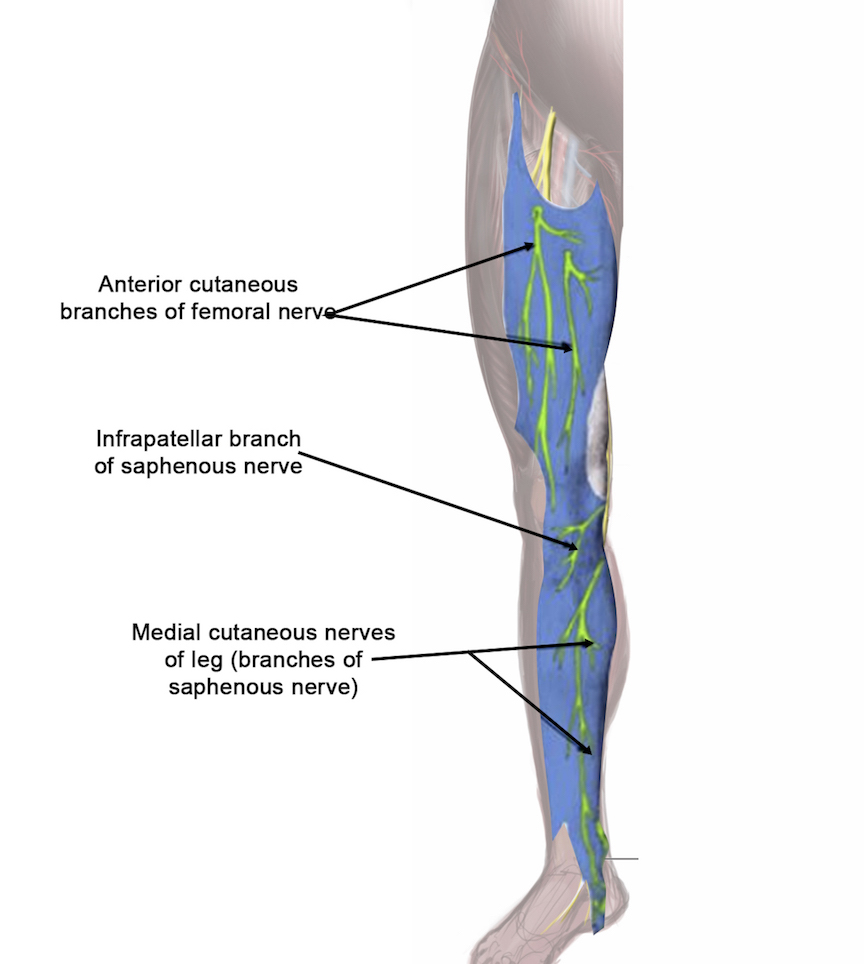 Anterior cutaneous
branches of femoral nerve
Infrapatellar branch
of saphenous nerve
Medial cutaneous nerves
of leg (branches of
saphenous nerve)